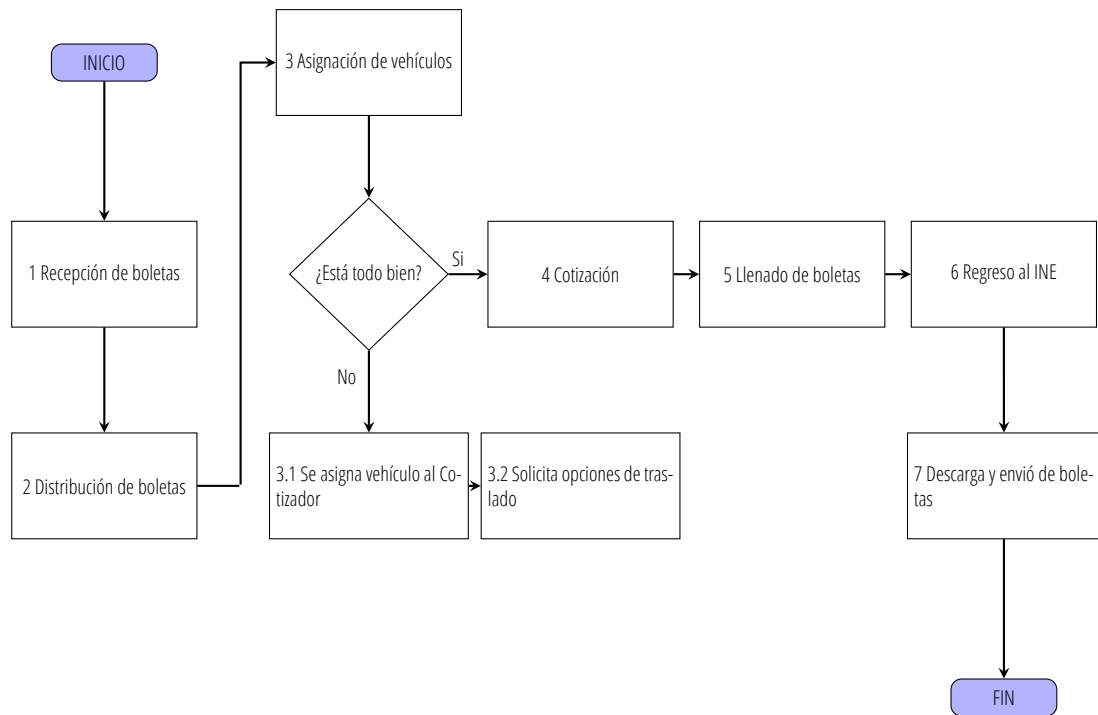 INICIO
1 Recepción de boletas
2 Distribución de boletas
3 Asignación de vehículos
¿Está todo bien?
Si
No
3.1 Se asigna vehículo al Co-
tizador
3.2 Solicita opciones de tras-
lado
4 Cotización
5 Llenado de boletas
6 Regreso al INE
7 Descarga y envió de bole-
tas
FIN